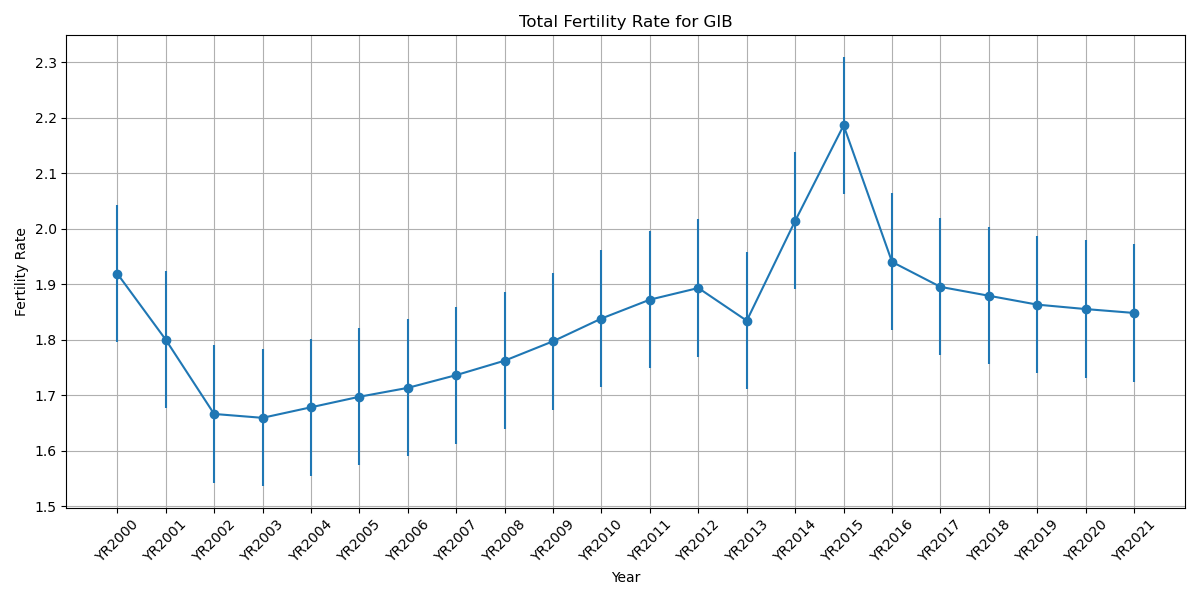 Total Fertility Rate for GIB
Fertility Rate
2.3
2.2
2.1
2.0
1.9
1.8
1.7
1.6
1.5
YR2000
YR2001
YR2002
YR2003
YR2004
YR2005
YR2006
YR2007
YR2008
YR2009
YR2010
YR2011
YR2012
YR2013
YR2014
YR2015
YR2016
YR2017
YR2018
YR2019
YR2020
YR2021
Year